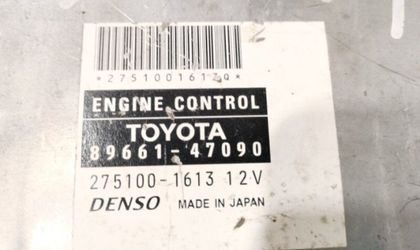 *2751001613Q*
ENGINE CONTROL
TOYOTA
89661-47090
275100-1613 12V
DENSO MADE IN JAPAN